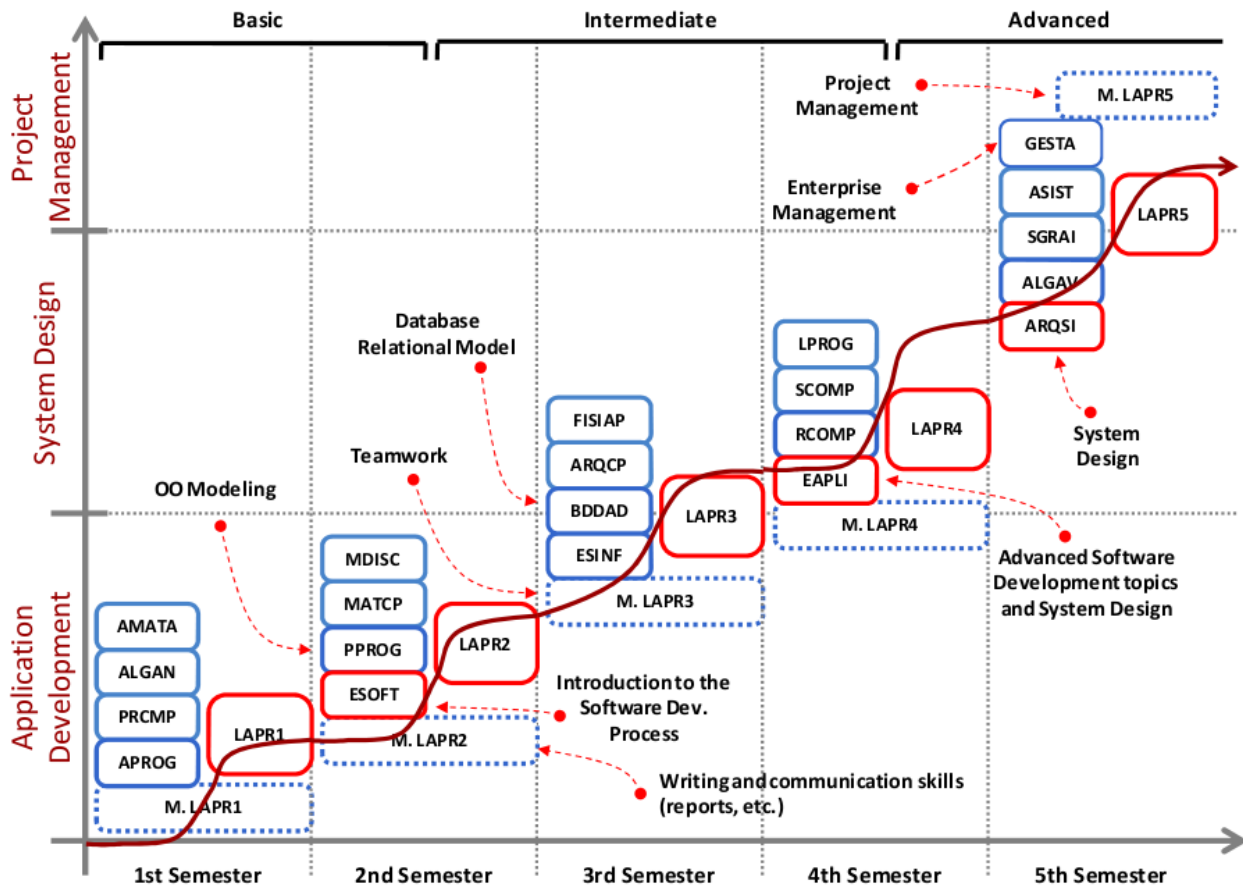 Basic
Intermediate
Advanced
Project
Management
System Design
Application
Development
Project
Management
M. LAPR5
GESTA
Enterprise
Management
ASIST
LAPR5
SGRAI
ALGAV
ARQSI
System
Design
Database
Relational Model
LPROG
SCOMP
RCOMP
LAPR4
EAPLI
M. LAPR4
Advanced Software
Development topics
and System Design
Teamwork
FISIAP
ARQCP
BDDAD
LAPR3
ESINF
M. LAPR3
OO Modeling
MDISC
MATCP
PPROG
LAPR2
ESOFT
M. LAPR2
Introduction to the
Software Dev.
Process
Writing and communication skills
(reports, etc.)
AMATA
ALGAN
PRCMP
LAPR1
APROG
M. LAPR1
1st Semester
2nd Semester
3rd Semester
4th Semester
5th Semester